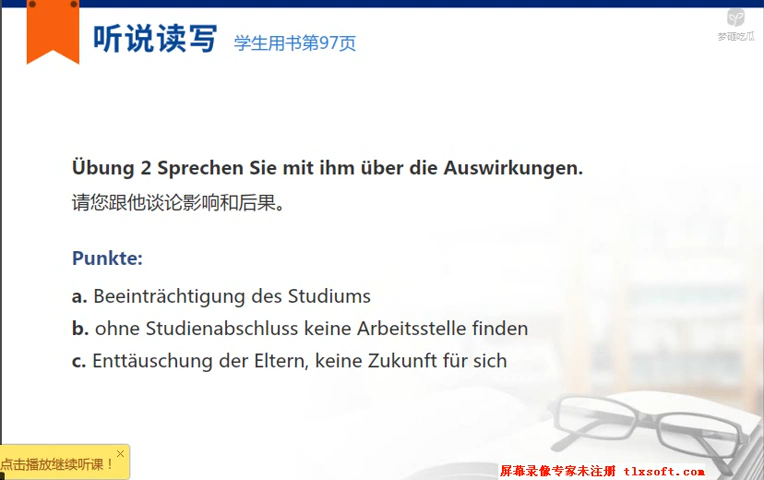 听说读写 学生用书第97页
梦砸吃瓜
Übung 2 Sprechen Sie mit ihm über die Auswirkungen.
请您跟他谈论影响和后果。
Punkte:
a. Beeinträchtigung des Studiums
b. ohne Studienabschluss keine Arbeitsstelle finden
c. Enttäuschung der Eltern, keine Zukunft für sich
点击播放继续听课！
屏幕录像专家未注册 tlxsoft.com